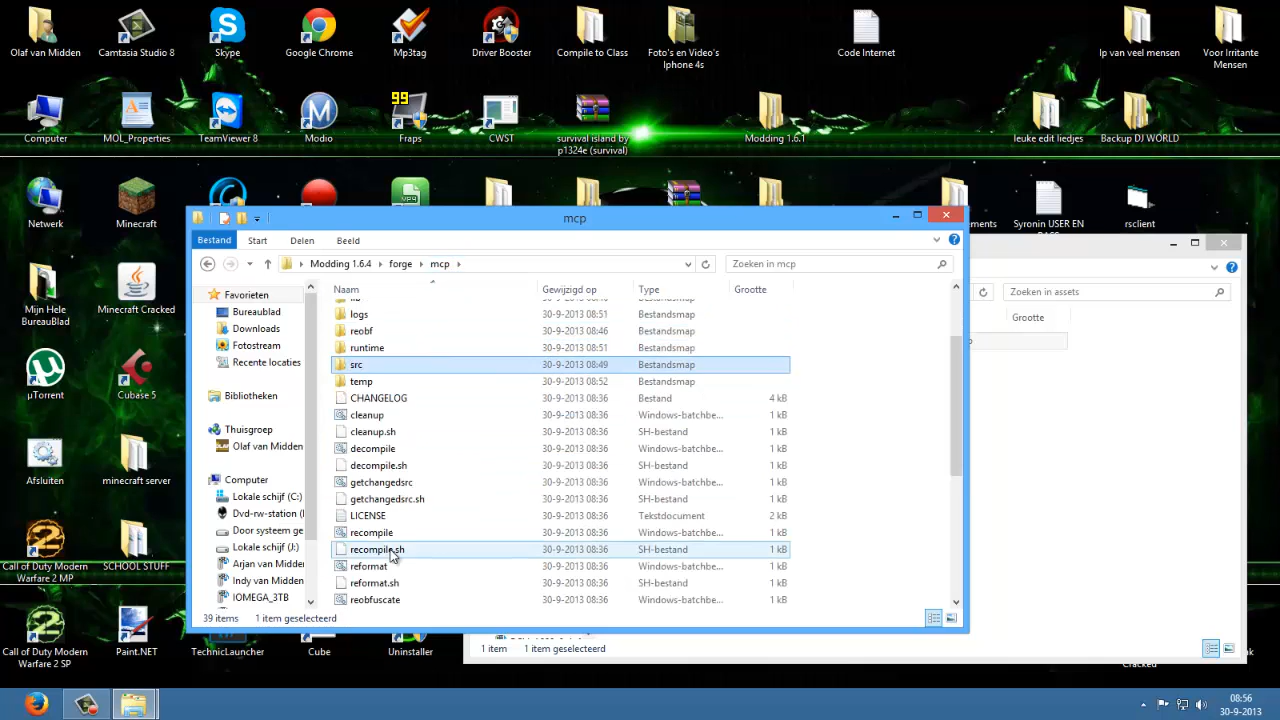 Olaf van Midden
Camtasia Studio 8
Skype
Google Chrome
Mp3tag
Driver Booster
Compile to Class
Foto's en Video's
Iphone 4s
Code Internet
Ip van veel mensen
Voor Irritante
Mensen
99
Computer
MOL_Properties
TeamViewer 8
Modio
Fraps
CWST
survival island by
p1324e (survival)
Modding 1.6.1
leuke edit liedjes
Backup DJ WORLD
Netwerk
Minecraft
Syronin USER EN
rsclient
mcp
Bestand
Start
Delen
Beeld
Modding 1.6.4
forge
mcp
Zoeken in mcp
Zoeken in assets
Naam
Gewijzigd op
Type
Grootte
Grootte
Favorieten
Bureaublad
Downloads
Fotostream
Recente locaties
Bibliotheken
Thuisgroep
Olaf van Midden
Computer
Lokale schijf (C:)
Dvd-rw-station (
Door systeem ge
Lokale schijf (J:)
Arjan van Midden
Indy van Midden
IOMEGA_3TB
logs 30-9-2013 08:51 Bestandsmap
reobf 30-9-2013 08:46 Bestandsmap
runtime 30-9-2013 08:51 Bestandsmap
src 30-9-2013 08:49 Bestandsmap
temp 30-9-2013 08:52 Bestandsmap
CHANGELOG 30-9-2013 08:36 Bestand 4 kB
cleanup 30-9-2013 08:36 Windows-batchbe... 1 kB
cleanup.sh 30-9-2013 08:36 SH-bestand 1 kB
decompile 30-9-2013 08:36 Windows-batchbe... 1 kB
decompile.sh 30-9-2013 08:36 SH-bestand 1 kB
getchangedsrc 30-9-2013 08:36 Windows-batchbe... 1 kB
getchangedsrc.sh 30-9-2013 08:36 SH-bestand 1 kB
LICENSE 30-9-2013 08:36 Tekstdocument 2 kB
recompile 30-9-2013 08:36 Windows-batchbe... 1 kB
recompile.sh 30-9-2013 08:36 SH-bestand 1 kB
reformat 30-9-2013 08:36 Windows-batchbe... 1 kB
reformat.sh 30-9-2013 08:36 SH-bestand 1 kB
reobfuscate 30-9-2013 08:36 Windows-batchbe... 1 kB
39 items
1 item geselecteerd
1 item
1 item geselecteerd
Mijn Hele
BureauBlad
Minecraft Cracked
µTorrent
Cubase 5
Afsluiten
minecraft server
Call of Duty Modern
Warfare 2 MP
SCHOOL STUFF
Call of Duty Modern
Warfare 2 SP
Paint.NET
TechnicLauncher
Cube
Uninstaller
08:56
30-9-2013